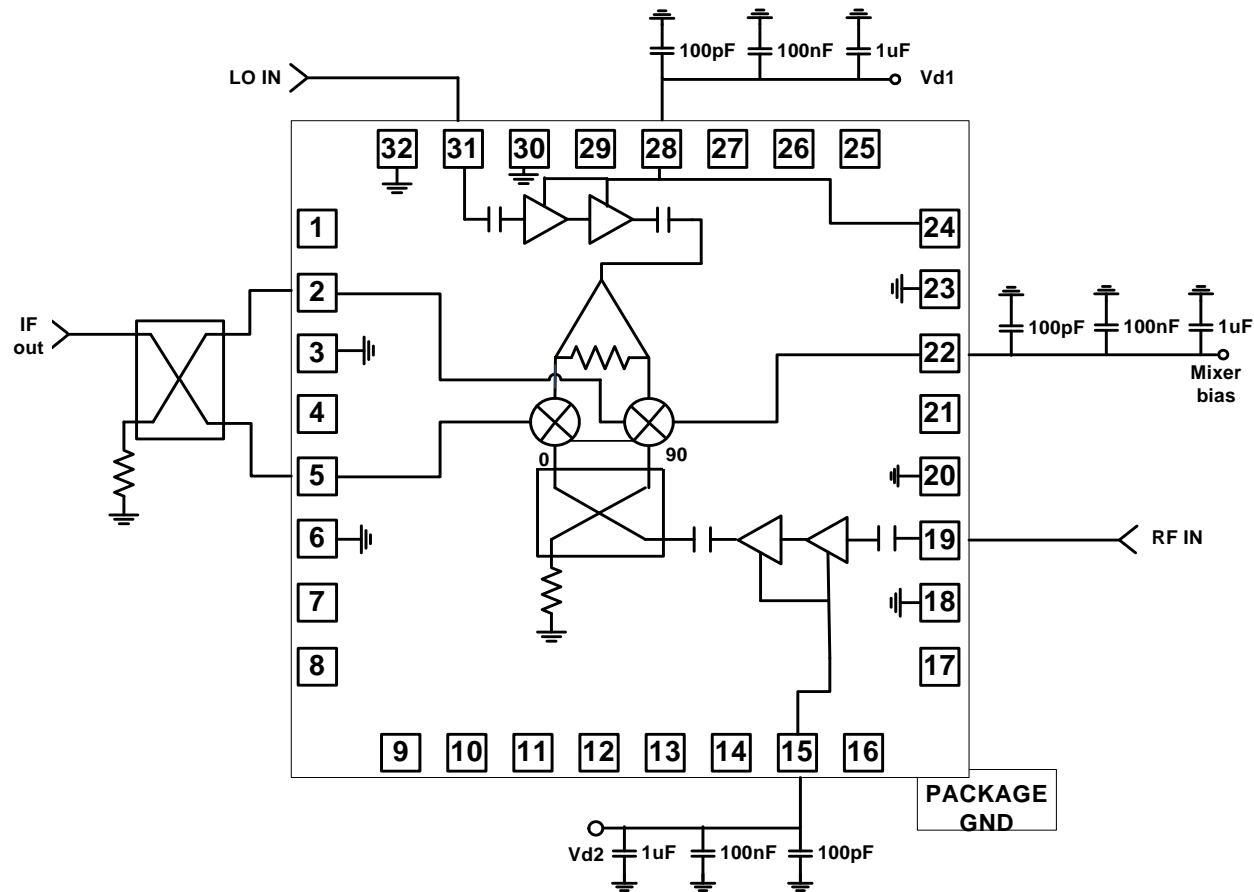 100pF
100nF
1uF
LO IN
Vd1
32
31
30
29
28
27
26
25
1
24
2
23
IF
out
3
100pF
100nF
1uF
22
Mixer
bias
4
21
0
90
5
20
6
19
RF IN
7
18
8
17
9
10
11
12
13
14
15
16
PACKAGE
GND
Vd2
1uF
100nF
100pF